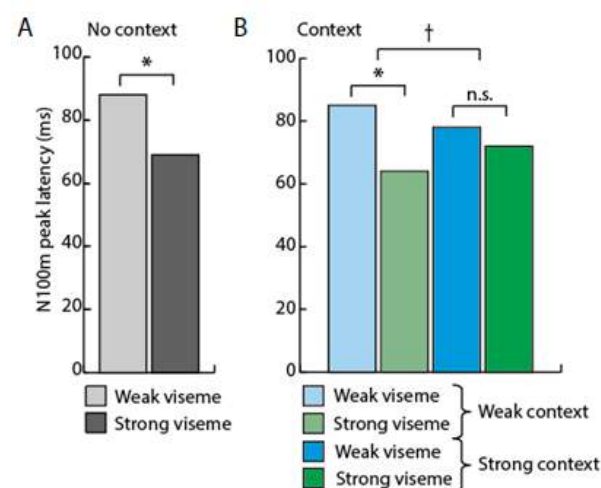 A No context
B Context
†
*
*
n.s.
N100m peak latency (ms)
100
80
60
40
20
0
100
80
60
40
20
0
Weak viseme
Strong viseme
Weak viseme
Strong viseme
Weak context
Weak viseme
Strong viseme
Strong context